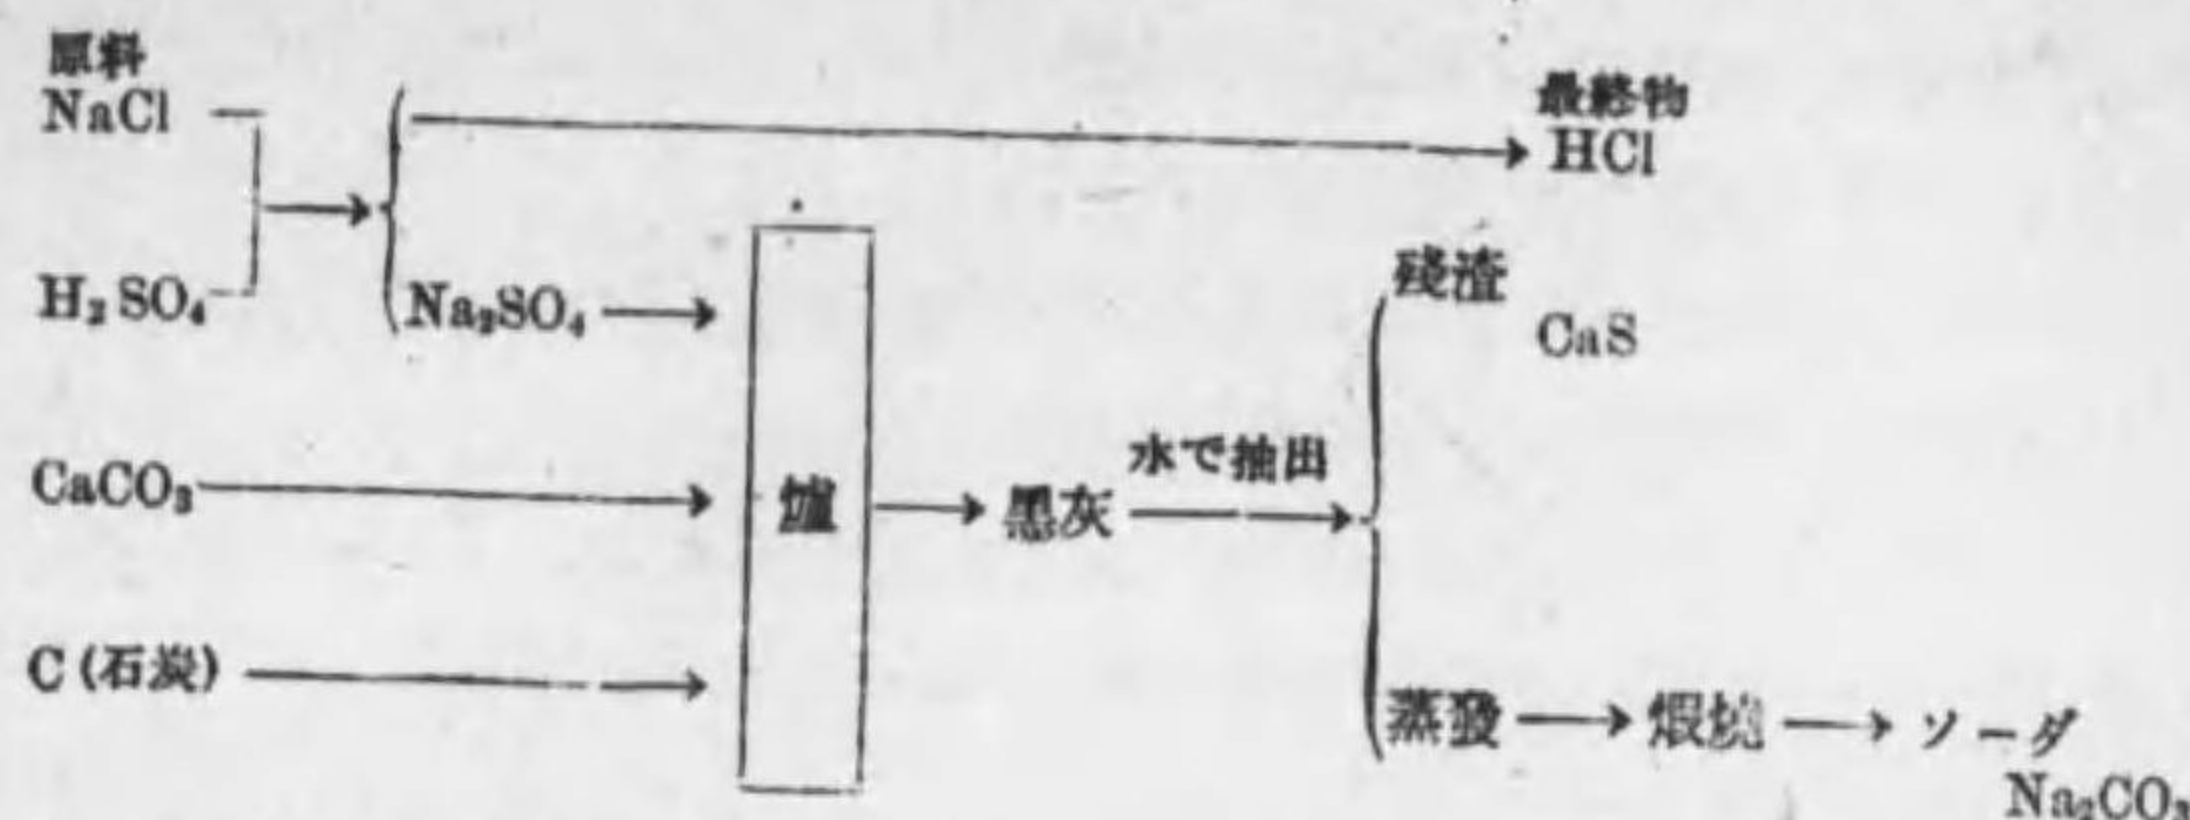 原料
NaCl
最終物
HCl
H₂SO₄
Na₂SO₄
残渣
CaS
CaCO₃
爐
黒灰
水で抽出
C (石炭)
蒸發
煆焼
ソーダ
Na₂CO₃